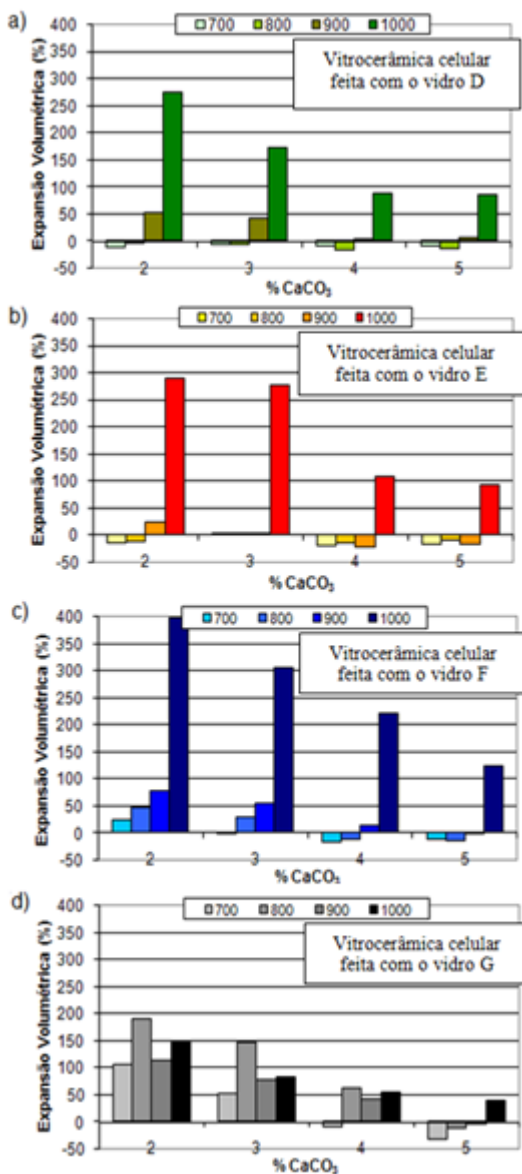 a)
400
350
300
250
200
150
100
50
0
-50
Expansão Volumétrica (%)
700 800 900 1000
Vitrocerâmica celular
feita com o vidro D
2 3 4 5
% CaCO₃
b)
400
350
300
250
200
150
100
50
0
-50
Expansão Volumétrica (%)
700 800 900 1000
Vitrocerâmica celular
feita com o vidro E
2 3 4 5
% CaCO₃
c)
400
350
300
250
200
150
100
50
0
-50
Expansão Volumétrica (%)
700 800 900 1000
Vitrocerâmica celular
feita com o vidro F
2 3 4 5
% CaCO₃
d)
400
350
300
250
200
150
100
50
0
-50
Expansão Volumétrica (%)
700 800 900 1000
Vitrocerâmica celular
feita com o vidro G
2 3 4 5
% CaCO₃